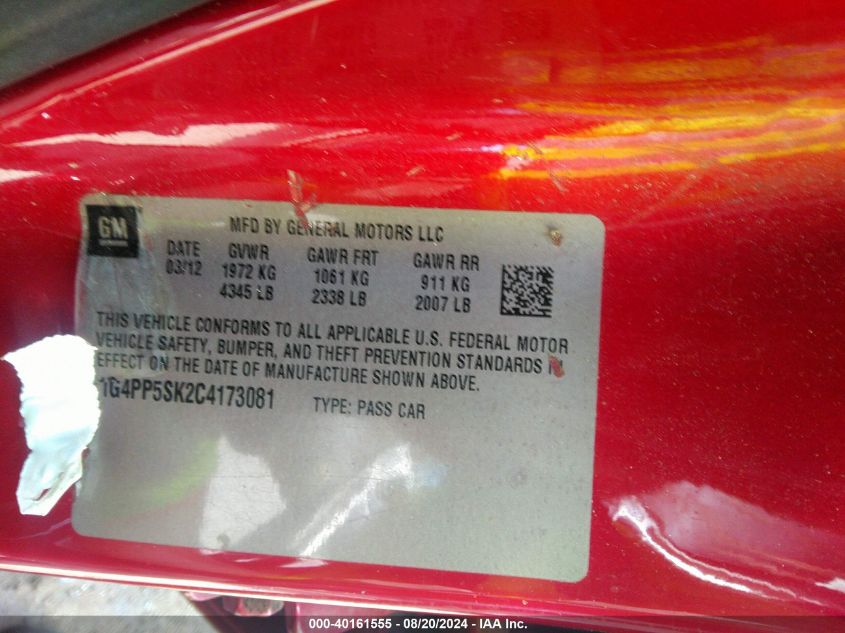 GM
MFD BY GENERAL MOTORS LLC
DATE GVWR GAWR FRT GAWR RR
03/12 1972 KG 1061 KG 911 KG
4345 LB 2338 LB 2007 LB
THIS VEHICLE CONFORMS TO ALL APPLICABLE U.S. FEDERAL MOTOR
VEHICLE SAFETY, BUMPER, AND THEFT PREVENTION STANDARDS IN
EFFECT ON THE DATE OF MANUFACTURE SHOWN ABOVE.
1G4PP5SK2C4173081 TYPE: PASS CAR
000-40161555 - 08/20/2024 - IAA Inc.